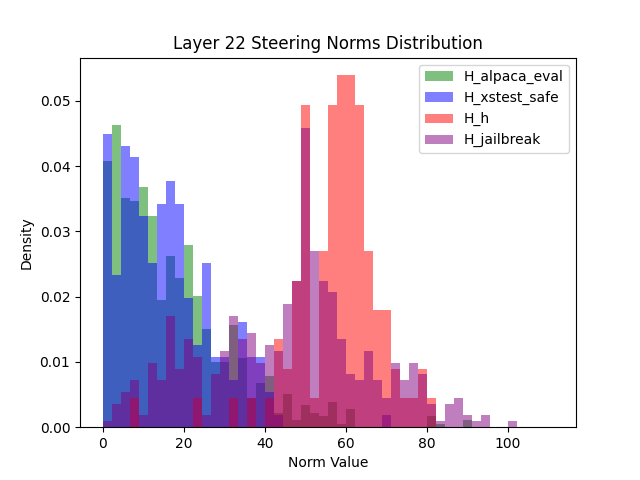 Layer 22 Steering Norms Distribution
H_alpaca_eval
H_xstest_safe
H_h
H_jailbreak
Density
0.05
0.04
0.03
0.02
0.01
0.00
0 20 40 60 80 100
Norm Value